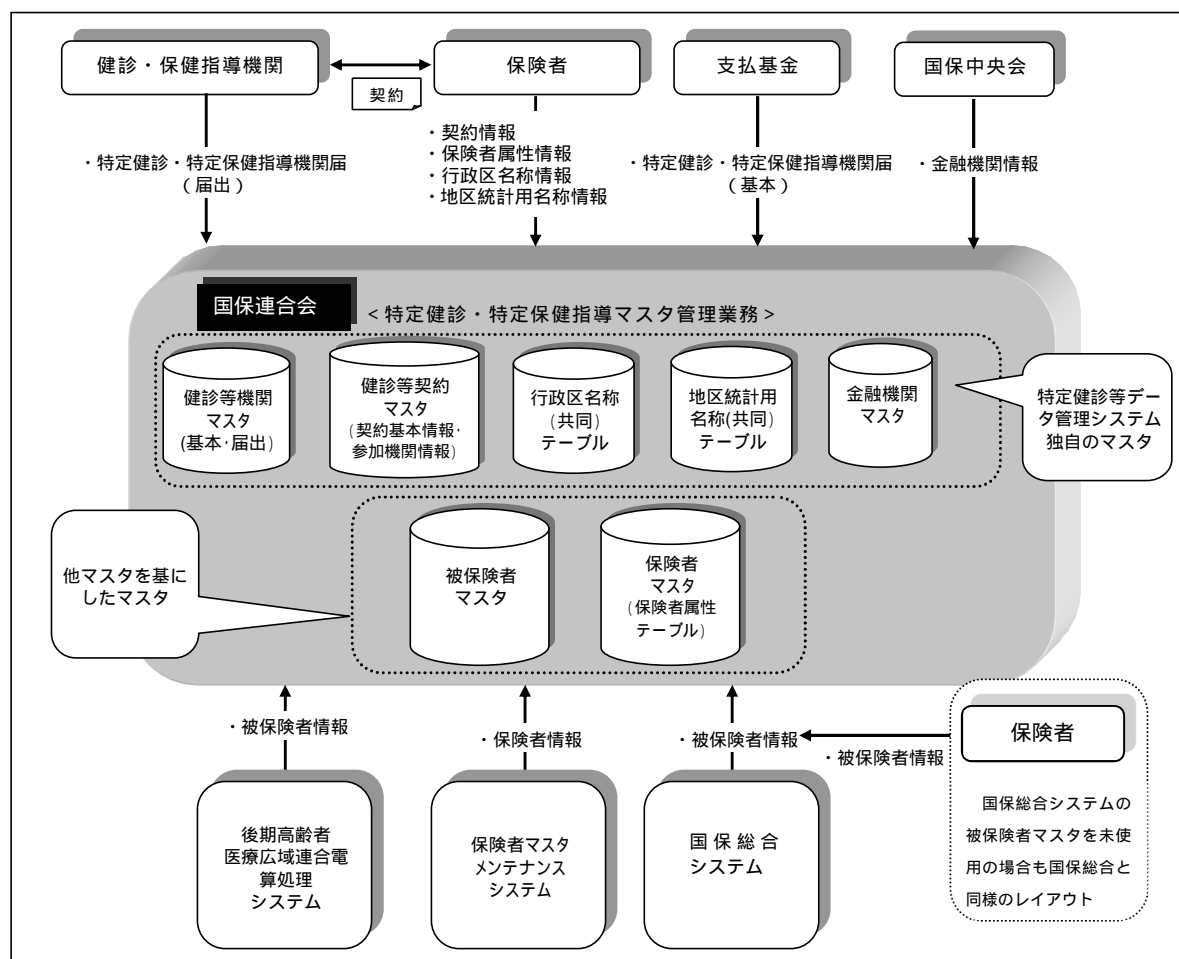 健診・保健指導機関
保険者
支払基金
国保中央会
契約
・特定健診・特定保健指導機関届
(届出)
・契約情報
・保険者属性情報
・行政区名称情報
・地区統計用名称情報
・特定健診・特定保健指導機関届
(基本)
・金融機関情報
国保連合会
<特定健診・特定保健指導マスタ管理業務>
健診等機関
マスタ
(基本・届出)
健診等契約
マスタ
(契約基本情報・
参加機関情報)
行政区名称
(共同)
テーブル
地区統計用
名称(共同)
テーブル
金融機関
マスタ
特定健診等デー
タ管理システム
独自のマスタ
他マスタを基に
したマスタ
被保険者
マスタ
保険者
マスタ
(保険者属性
テーブル)
・被保険者情報
・保険者情報
・被保険者情報
・被保険者情報
保険者
国保総合システムの
被保険者マスタを未使
用の場合も国保総合と
同様のレイアウト
後期高齢者
医療広域連合電
算処理
システム
保険者マスタ
メンテナンス
システム
国保総合
システム